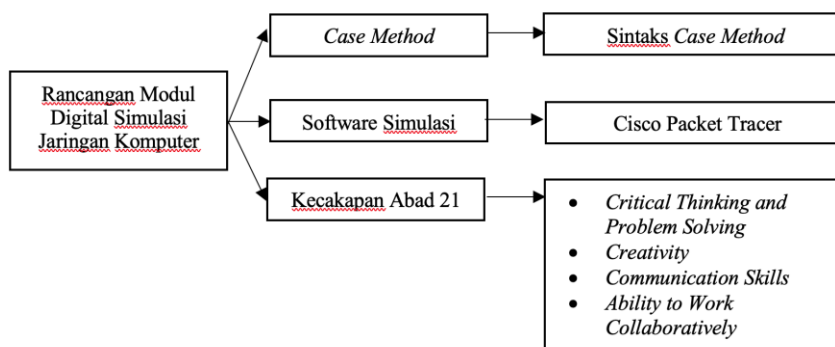 Rancangan Modul
Digital Simulasi
Jaringan Komputer
Case Method
Sintaks Case Method
Software Simulasi
Cisco Packet Tracer
Kecakapan Abad 21
• Critical Thinking and
Problem Solving
• Creativity
• Communication Skills
• Ability to Work
Collaboratively